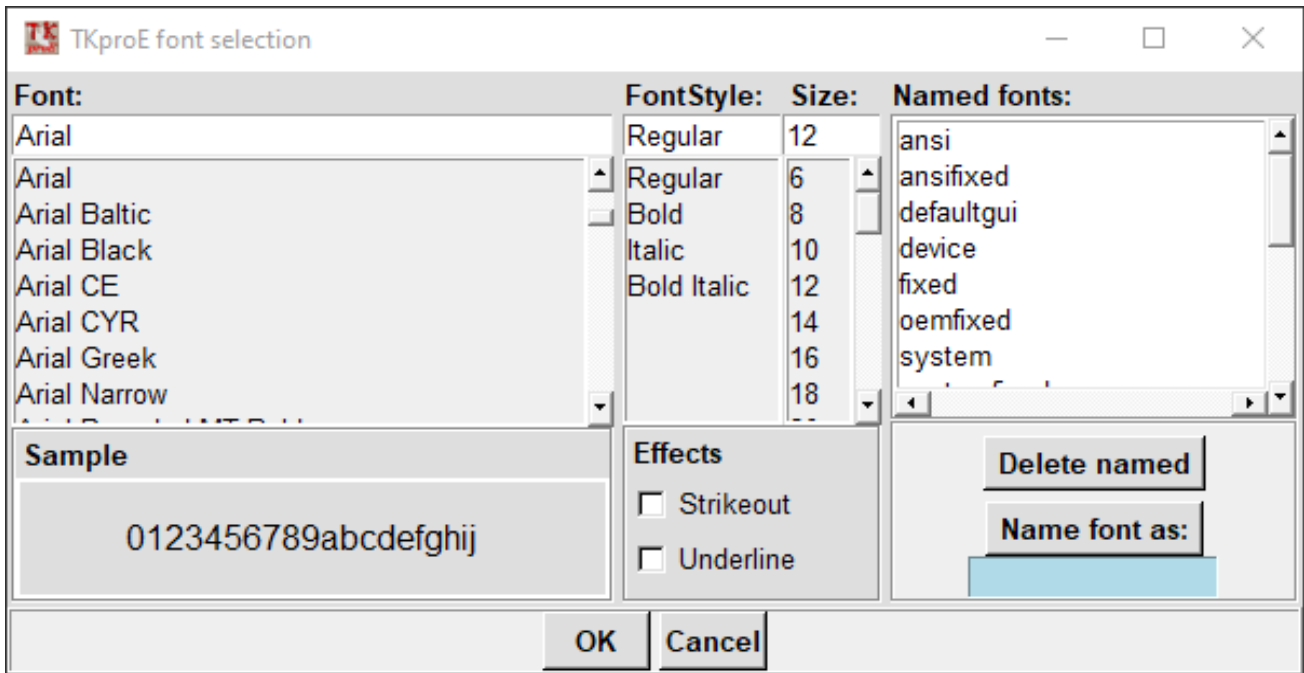 TKproE font selection
Font:
Arial
Arial
Arial Baltic
Arial Black
Arial CE
Arial CYR
Arial Greek
Arial Narrow
FontStyle:
Regular
Regular
Bold
Italic
Bold Italic
Size:
12
6
8
10
12
14
16
18
Named fonts:
ansi
ansifixed
defaultgui
device
fixed
oemfixed
system
Sample
0123456789abcdefghij
Effects
Strikeout
Underline
Delete named
Name font as:
OK
Cancel